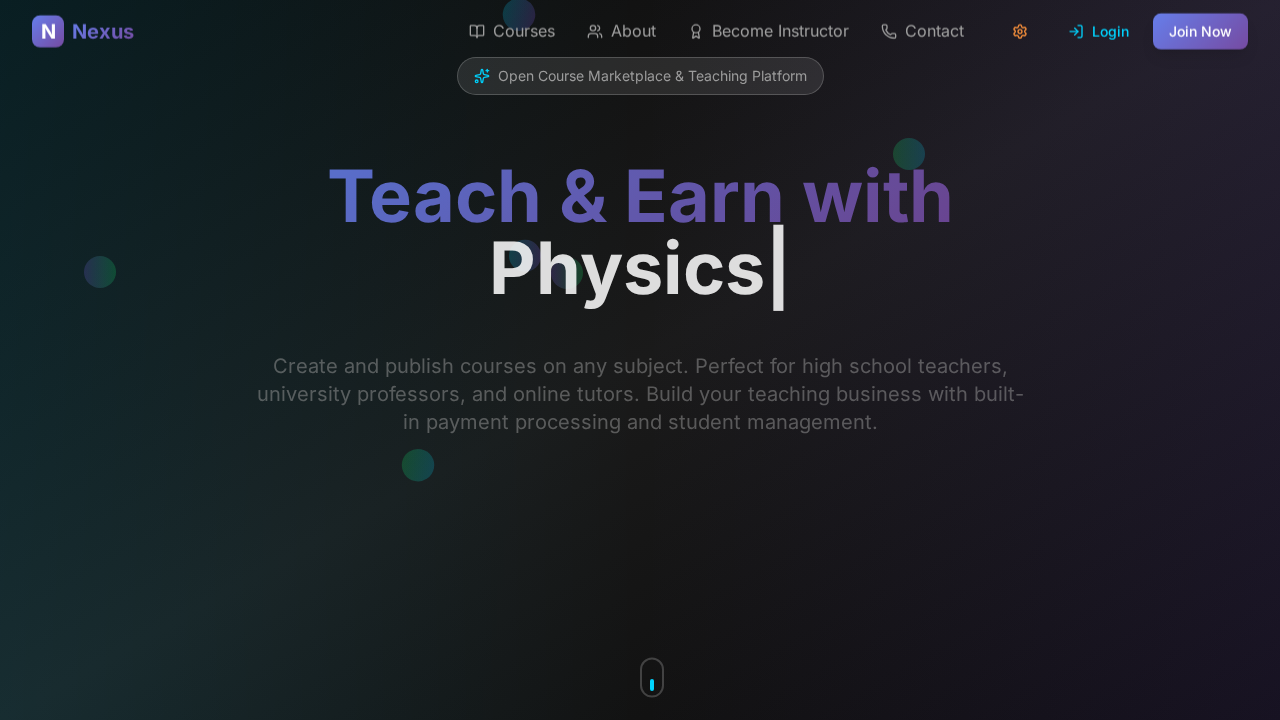 N Nexus
Courses
About
Become Instructor
Contact
Login
Join Now
Open Course Marketplace & Teaching Platform
Teach & Earn with
Physics|
Create and publish courses on any subject. Perfect for high school teachers,
university professors, and online tutors. Build your teaching business with built-
in payment processing and student management.